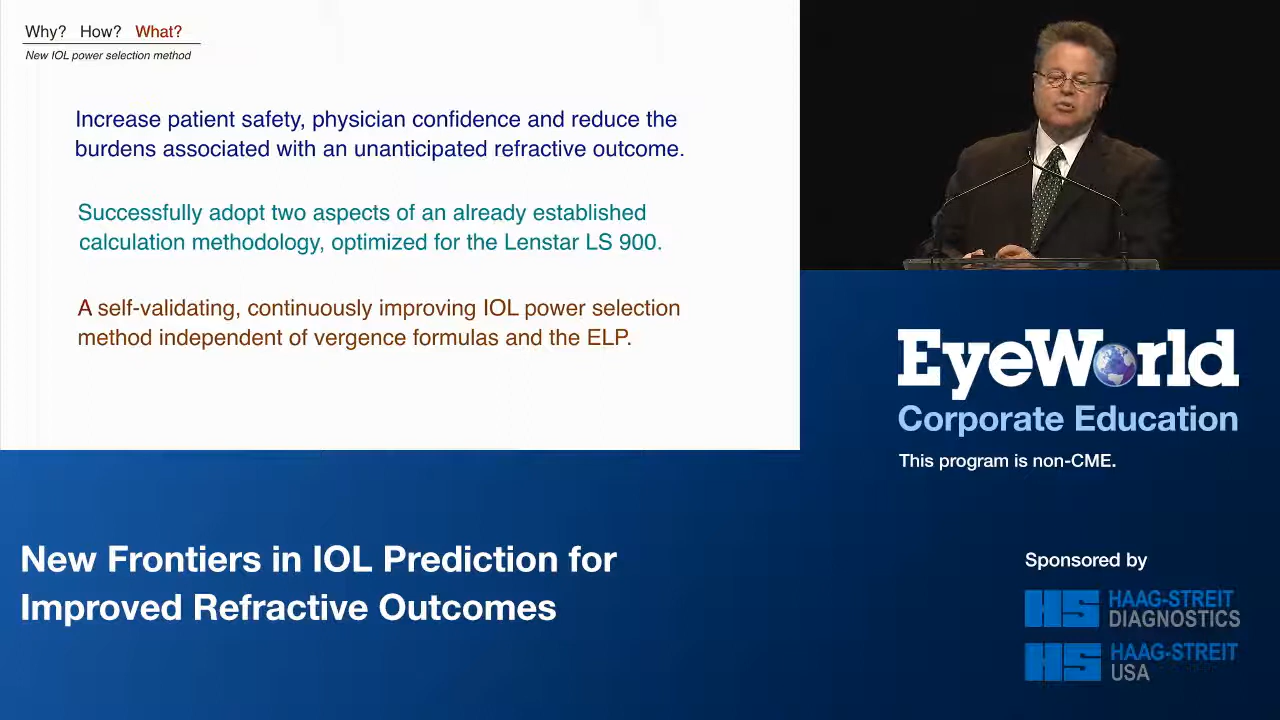 Why? How? What?
New IOL power selection method
Increase patient safety, physician confidence and reduce the
burdens associated with an unanticipated refractive outcome.
Successfully adopt two aspects of an already established
calculation methodology, optimized for the Lenstar LS 900.
A self-validating, continuously improving IOL power selection
method independent of vergence formulas and the ELP.
EyeWorld
Corporate Education
This program is non-CME.
New Frontiers in IOL Prediction for
Improved Refractive Outcomes
Sponsored by
HS HAAG-STREIT
DIAGNOSTICS
HS HAAG-STREIT
USA